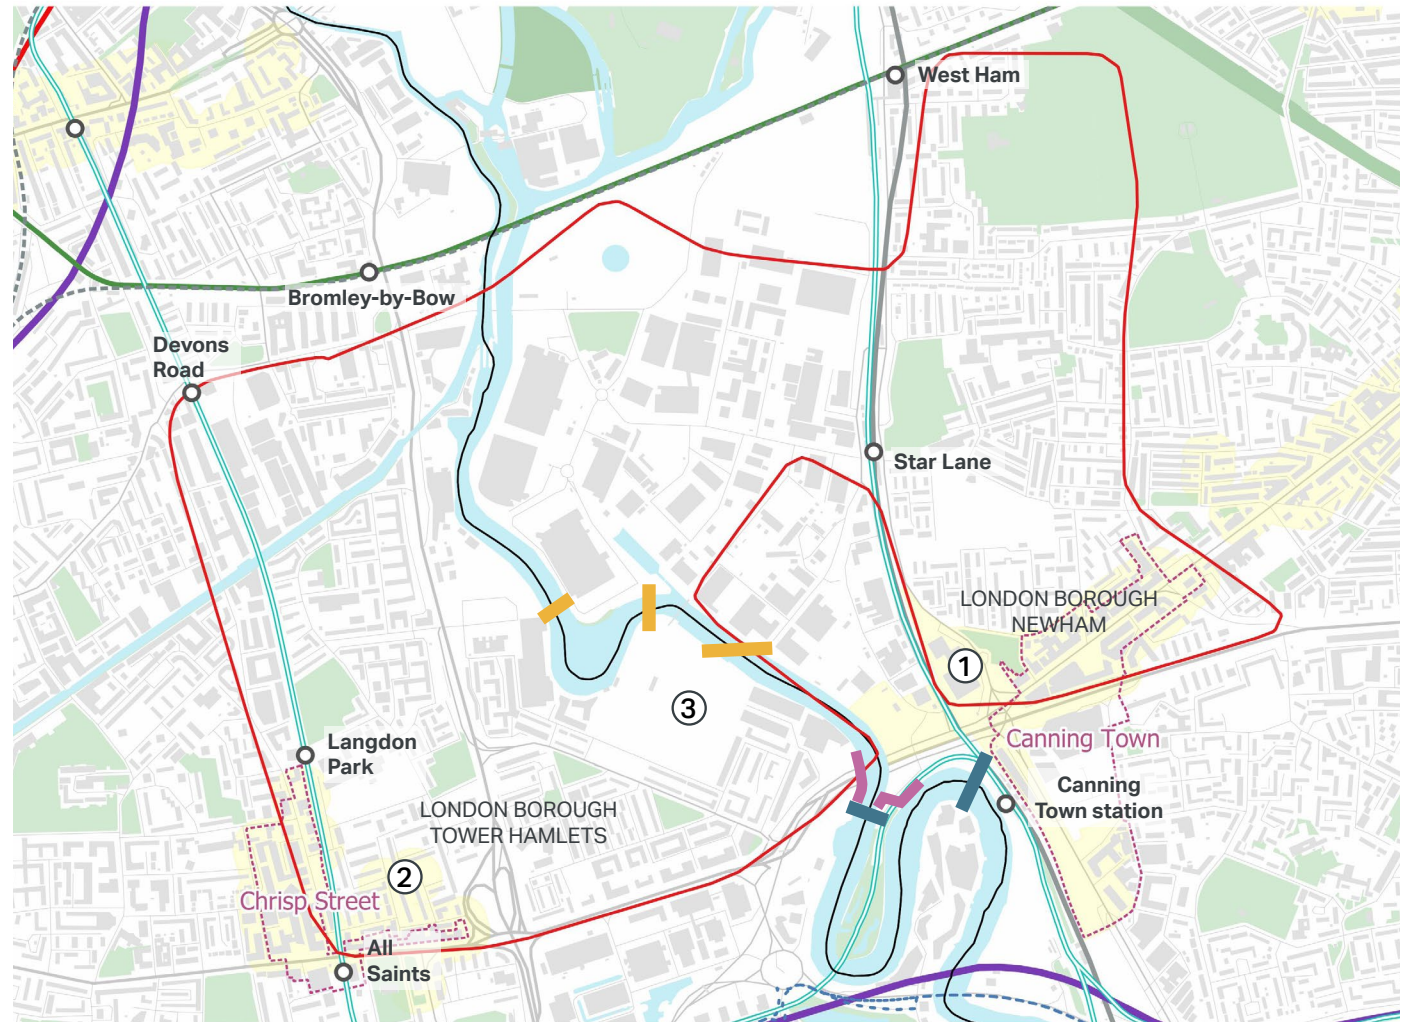 West Ham
Bromley-by-Bow
Devons
Road
Star Lane
LONDON BOROUGH
NEWHAM
1
3
Canning Town
Langdon
Park
Canning
Town station
LONDON BOROUGH
TOWER HAMLETS
2
Chrisp Street
All
Saints